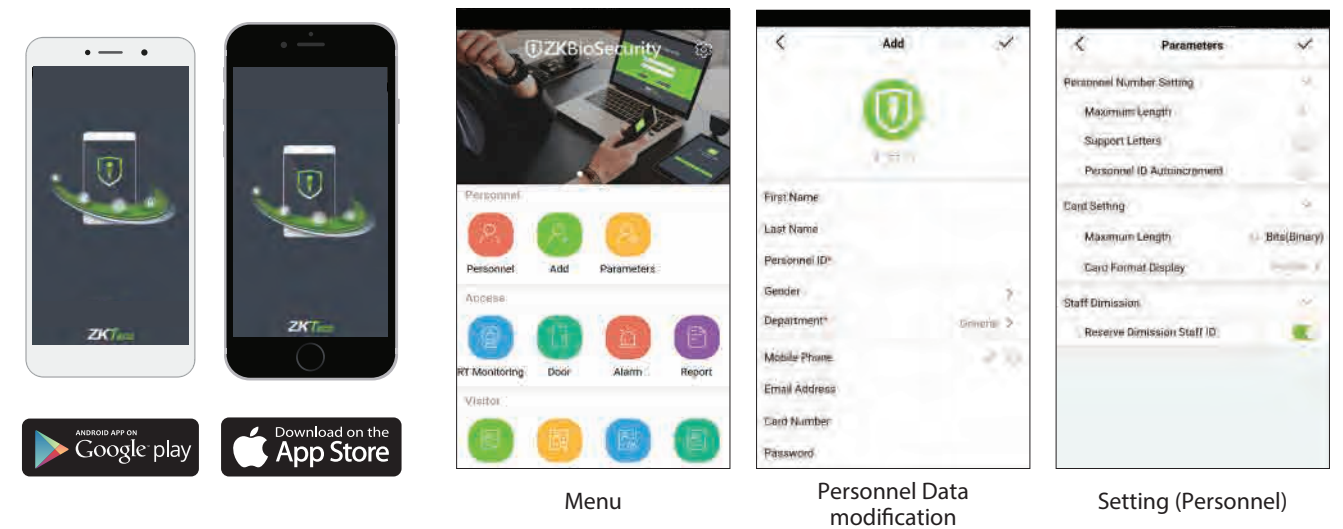 ZKTeco
ZKTeco
ANDROID APP ON
Google play
Download on the
App Store
ZKBioSecurity
Personnel
Personnel
Add
Parameters
Access
RT Monitoring
Door
Alarm
Report
Visitor
Menu
Add
First Name
Last Name
Personnel ID*
Gender
Department*
General
Mobile Phone
Email Address
Card Number
Password
Personnel Data
modification
Parameters
Personnel Number Setting
Maximum Length
Support Letters
Personnel ID Autoincrement
Card Setting
Maximum Length
Bits(Binary)
Card Format Display
Staff Dimission
Reserve Dimission Staff ID
Setting (Personnel)